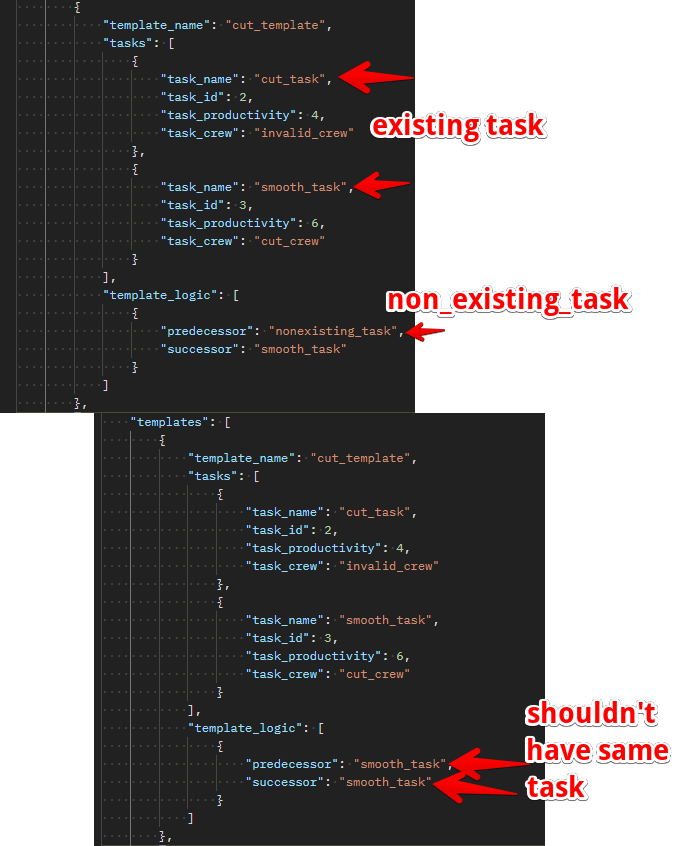 {
"template_name": "cut_template",
"tasks": [
{
"task_name": "cut_task",
"task_id": 2,
"task_productivity": 4,
"task_crew": "invalid_crew"
existing task
},
{
"task_name": "smooth_task",
"task_id": 3,
"task_productivity": 6,
"task_crew": "cut_crew"
}
],
"template_logic": [
non_existing_task
{
"predecessor": "nonexisting_task",
"successor": "smooth_task"
}
]
},
"templates": [
{
"template_name": "cut_template",
"tasks": [
{
"task_name": "cut_task",
"task_id": 2,
"task_productivity": 4,
"task_crew": "invalid_crew"
},
{
"task_name": "smooth_task",
"task_id": 3,
"task_productivity": 6,
"task_crew": "cut_crew"
}
],
"template_logic": [
{
"predecessor": "smooth_task",
"successor": "smooth_task"
}
]
},
shouldn't
have same
task